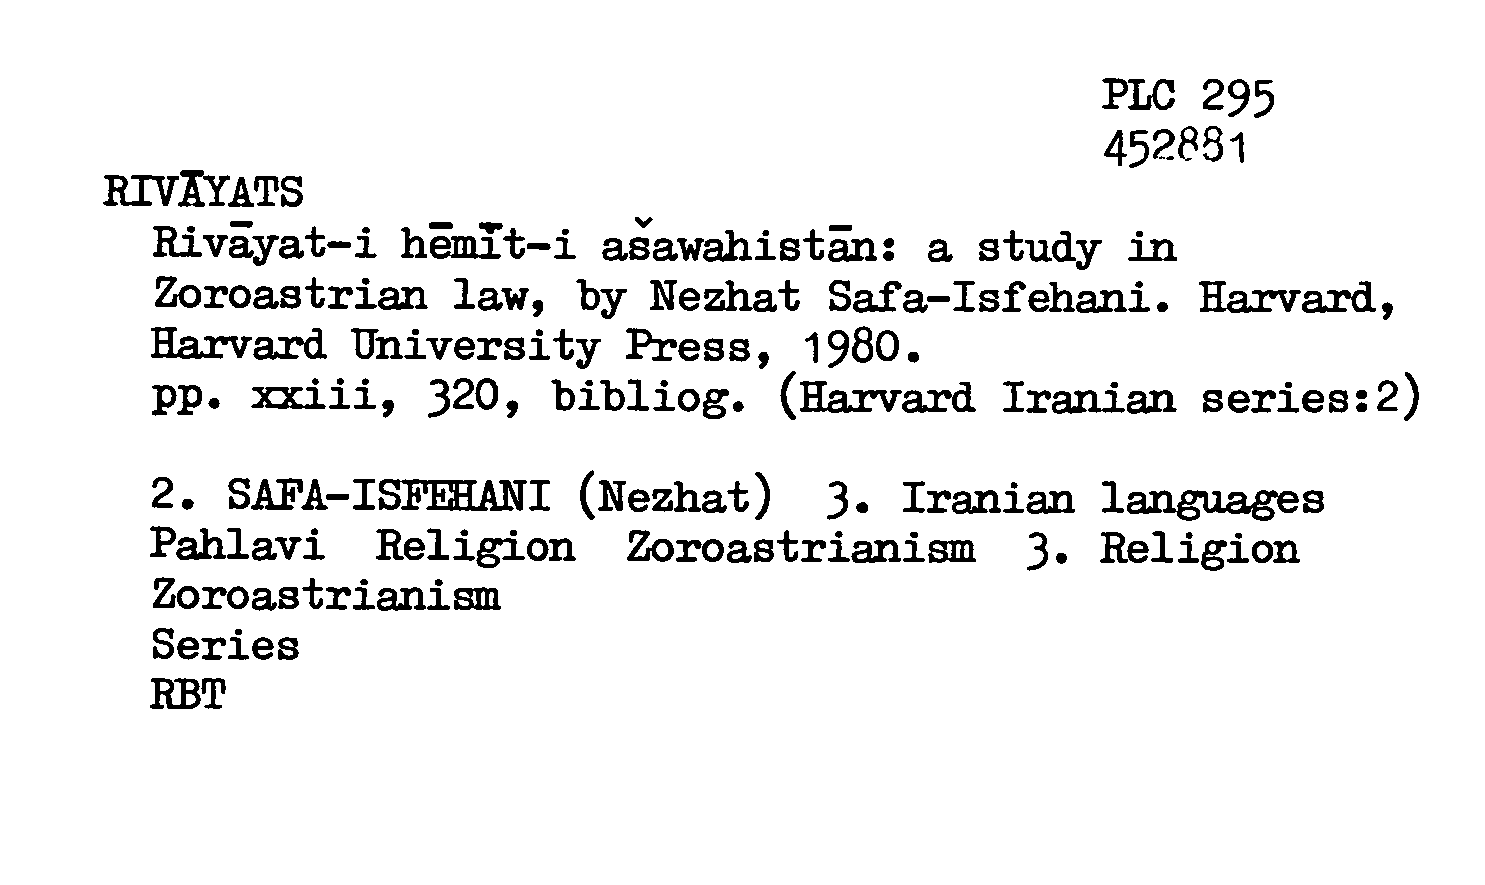 PLC 295
452881
RIVĀYATS
Rivāyat-i hēmīt-i ašawahistān: a study in
Zoroastrian law, by Nezhat Safa-Isfehani. Harvard,
Harvard University Press, 1980.
pp. xxiii, 320, bibliog. (Harvard Iranian series:2)
2. SAFA-ISFEHANI (Nezhat) 3. Iranian languages
Pahlavi Religion Zoroastrianism 3. Religion
Zoroastrianism
Series
RBT